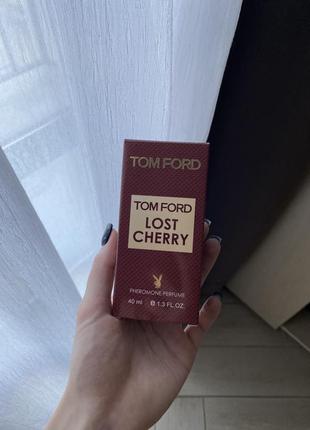 TOM FORD
TOM FORD
LOST
CHERRY
PHEROMONE PERFUME
40 ml ℮ 1.3 FL.OZ